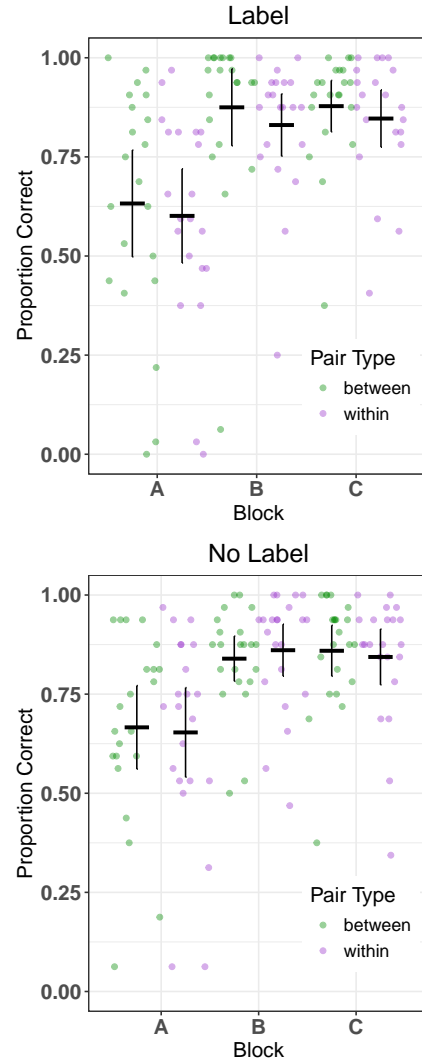 Label
1.00
0.75
0.50
0.25
0.00
Proportion Correct
Pair Type
between
within
A B C
Block
No Label
1.00
0.75
0.50
0.25
0.00
Proportion Correct
Pair Type
between
within
A B C
Block